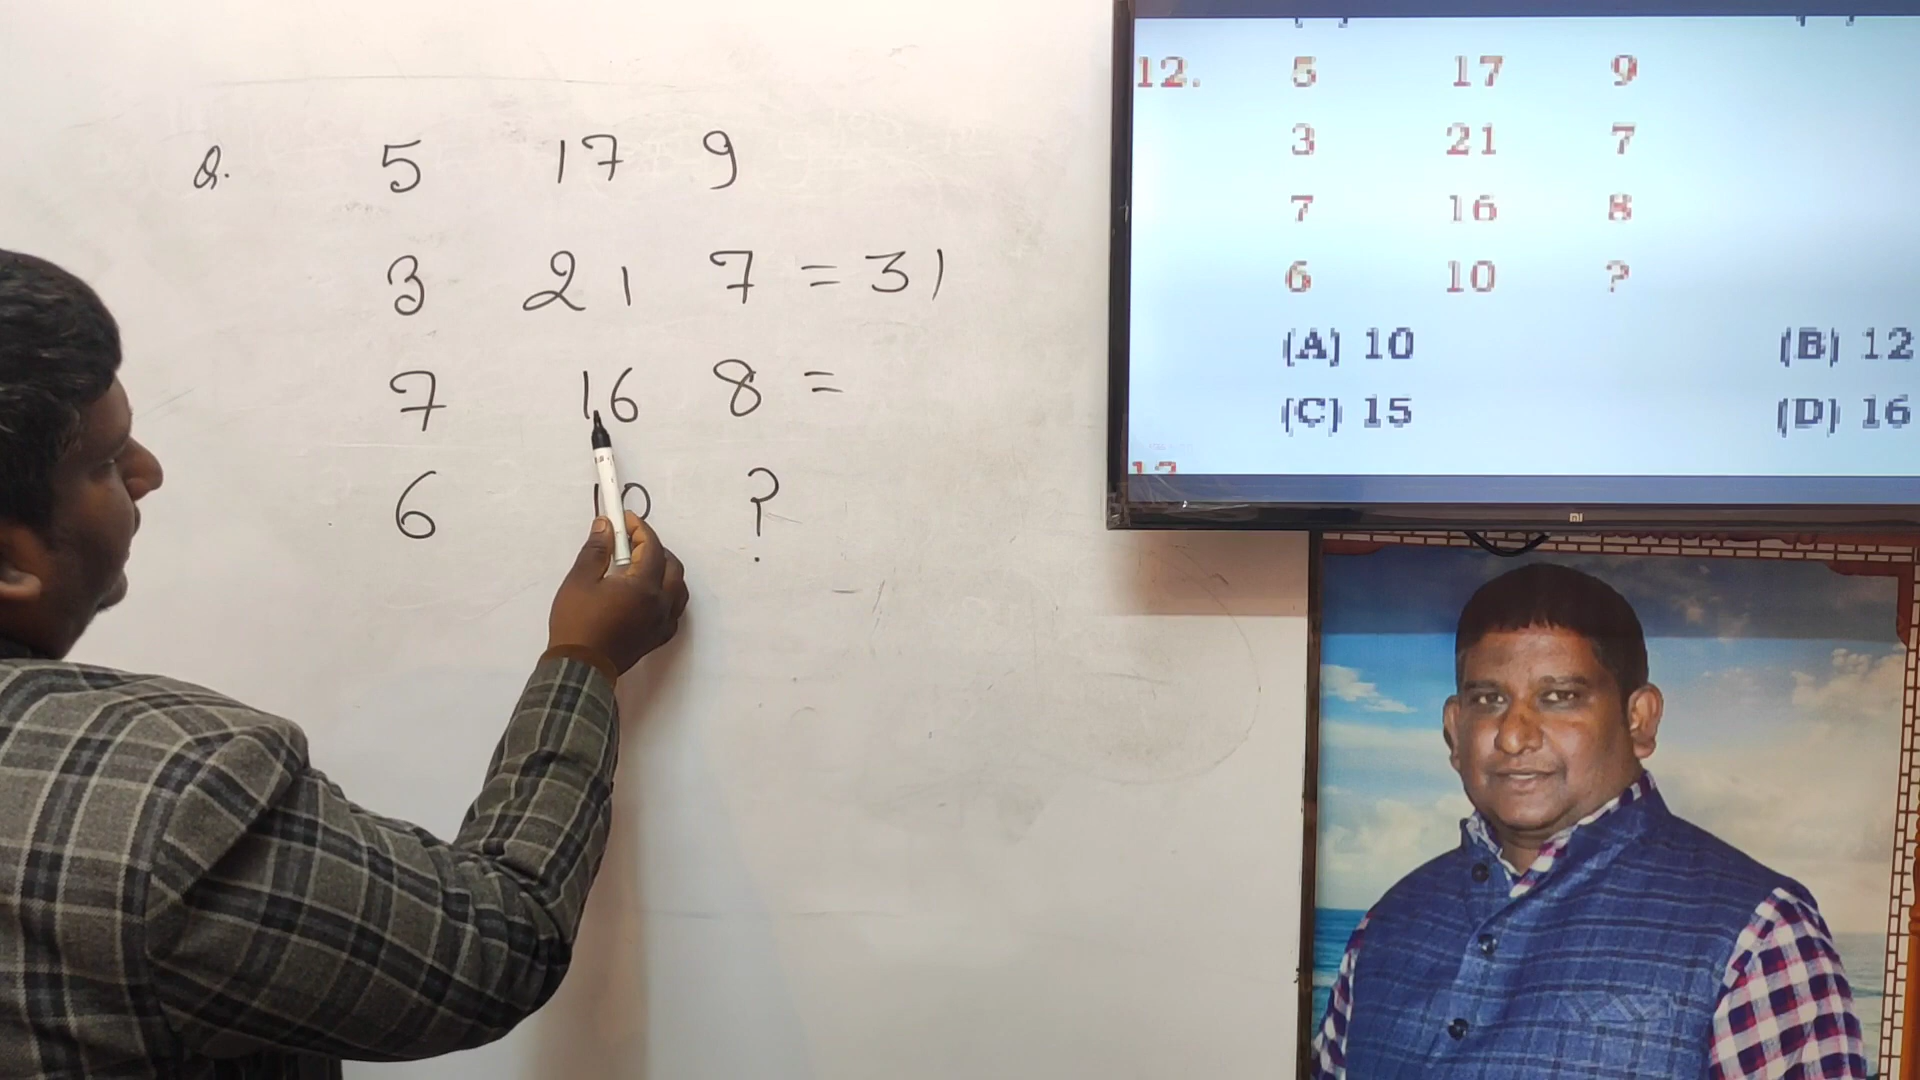 Q. 5 17 9
3 21 7 = 31
7 16 8 =
6 10 ?
12. 5 17 9
3 21 7
7 16 8
6 10 ?
(A) 10 (B) 12
(C) 15 (D) 16
mi